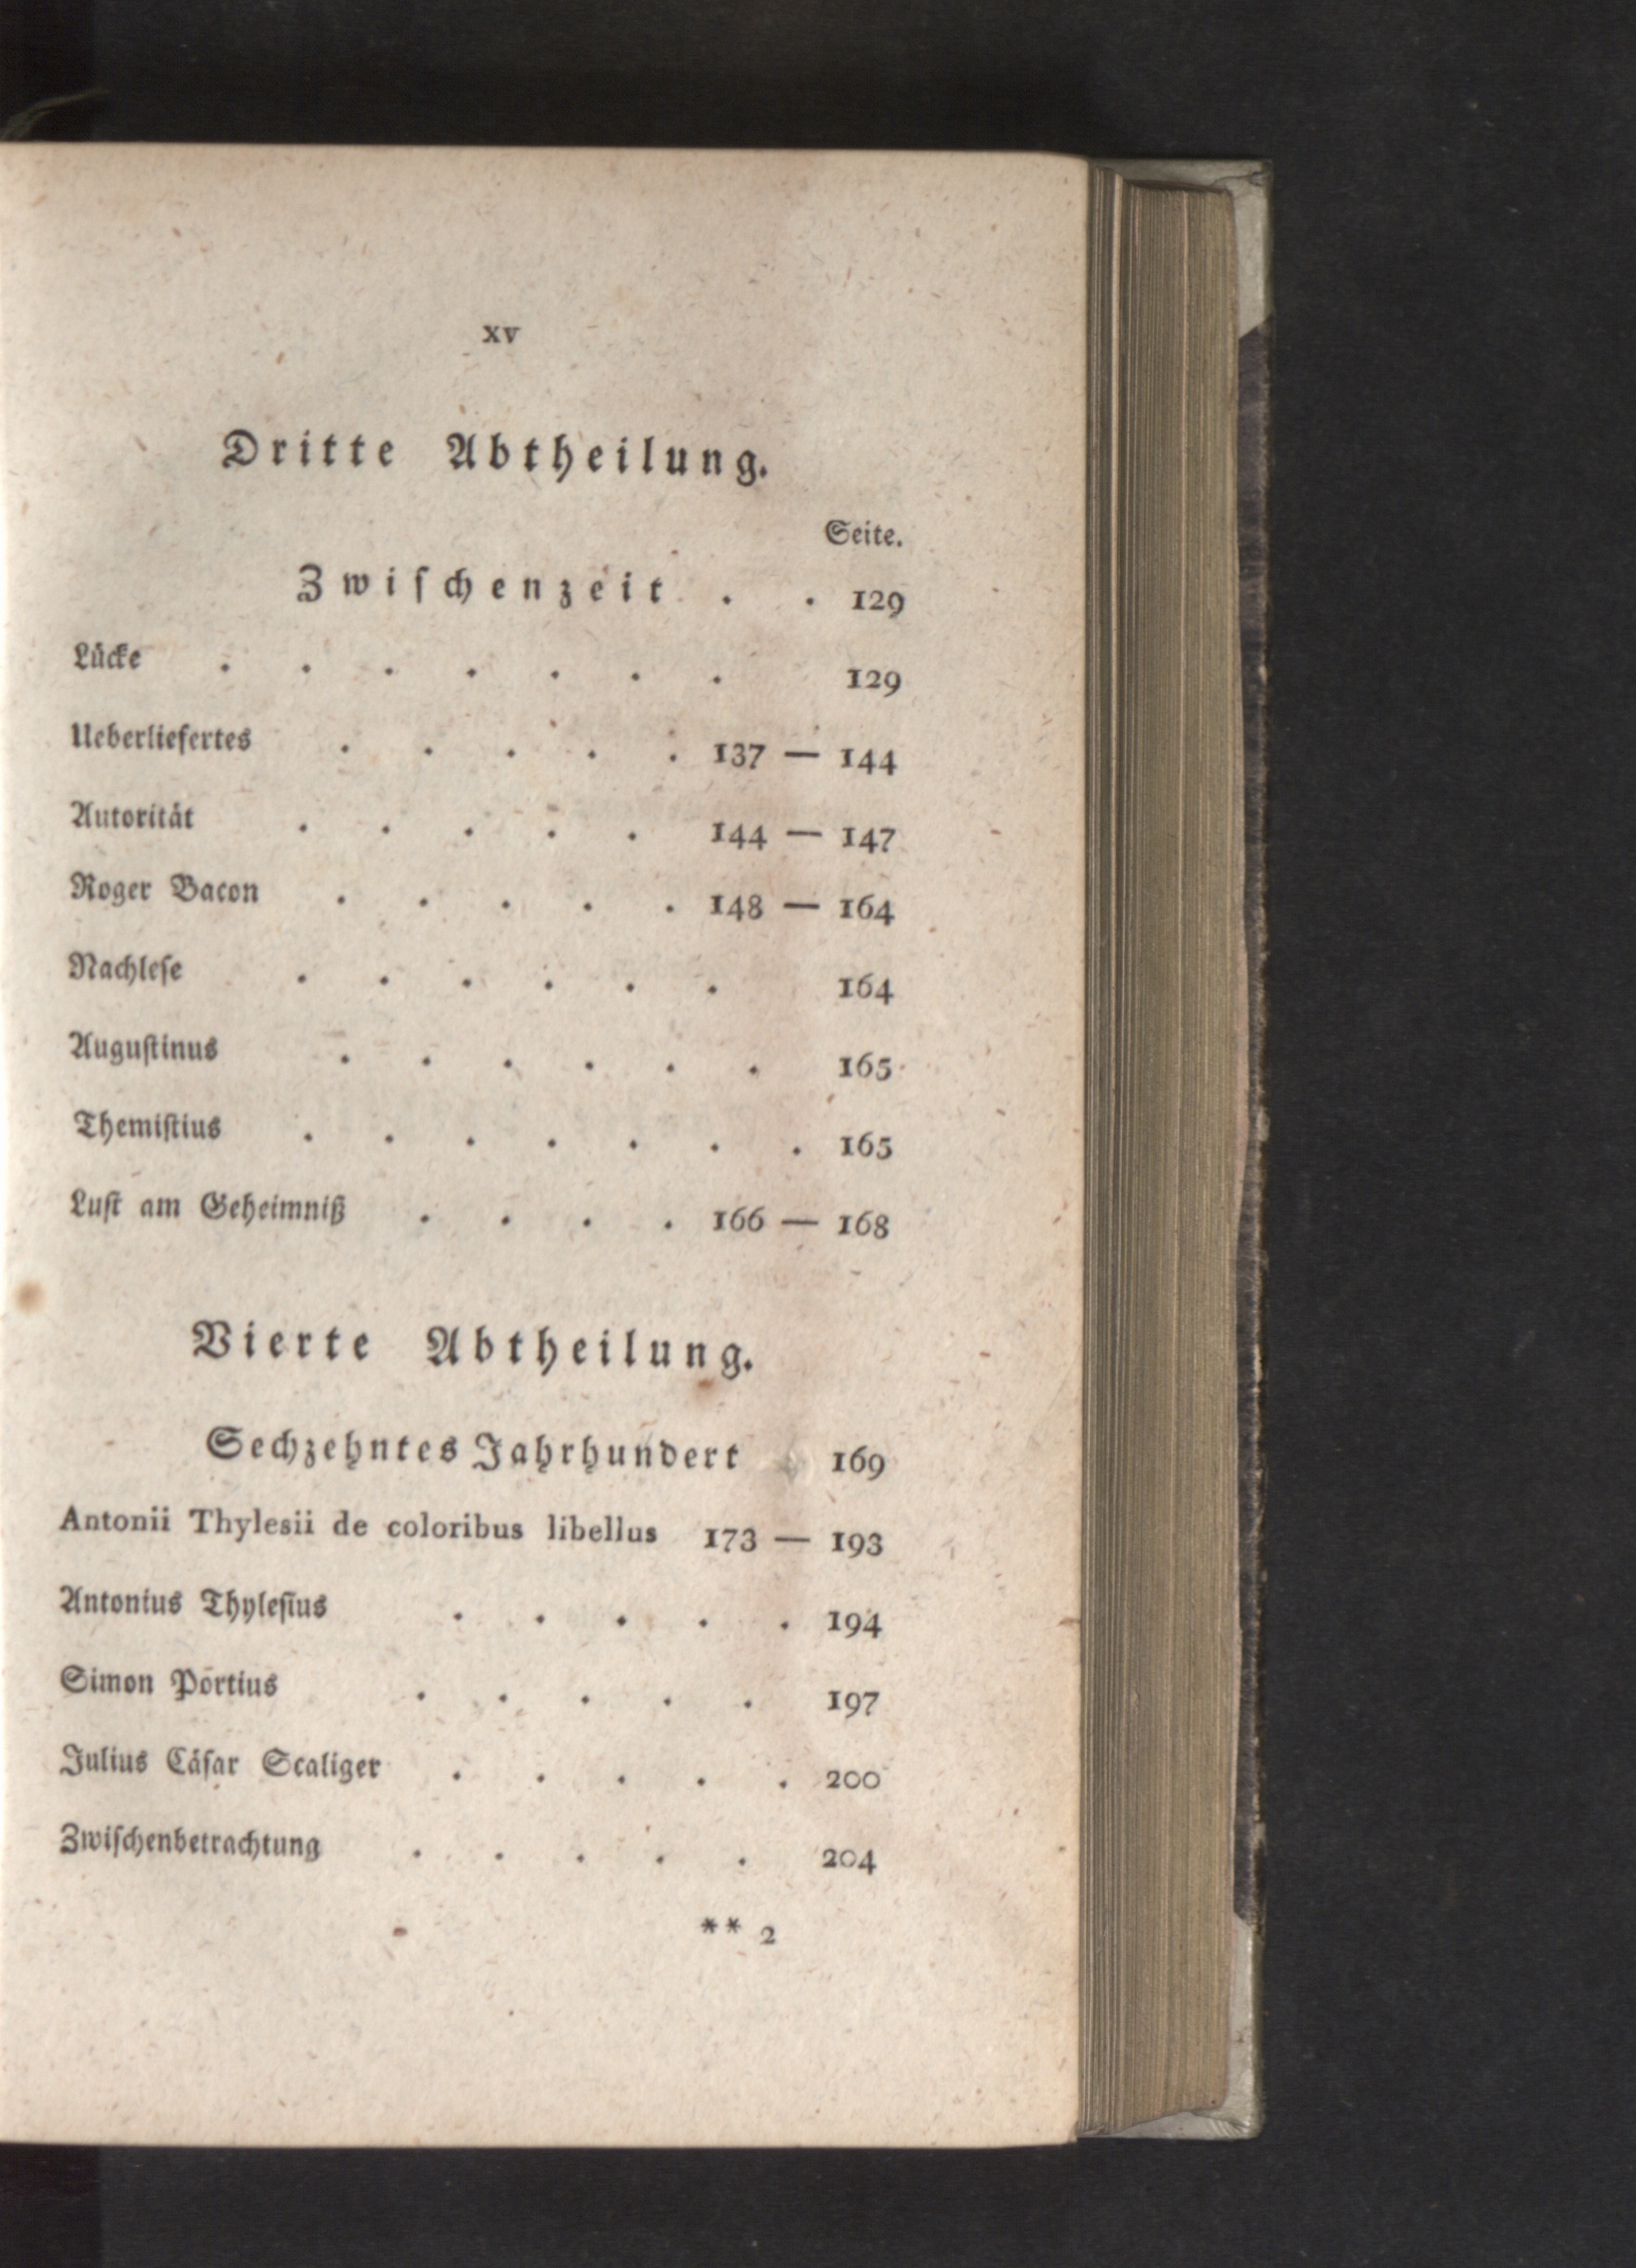 xv
Dritte Abtheilung.
Seite.
Zwiſchenzeit . . 129
Lücke . . . . . . . 129
Ueberliefertes . . . . . 137 — 144
Autorität . . . . . 144 — 147
Roger Bacon . . . . . 148 — 164
Nachleſe . . . . . . 164
Auguſtinus . . . . . . 165
Themiſtius . . . . . . . 165
Luſt am Geheimniß . . . . 166 — 168
Vierte Abtheilung.
Sechzehntes Jahrhundert 169
Antonii Thylesii de coloribus libellus 173 — 193
Antonius Thyleſius . . . . . 194
Simon Portius . . . . . 197
Julius Cäſar Scaliger . . . . . 200
Zwiſchenbetrachtung . . . . . 204
** 2